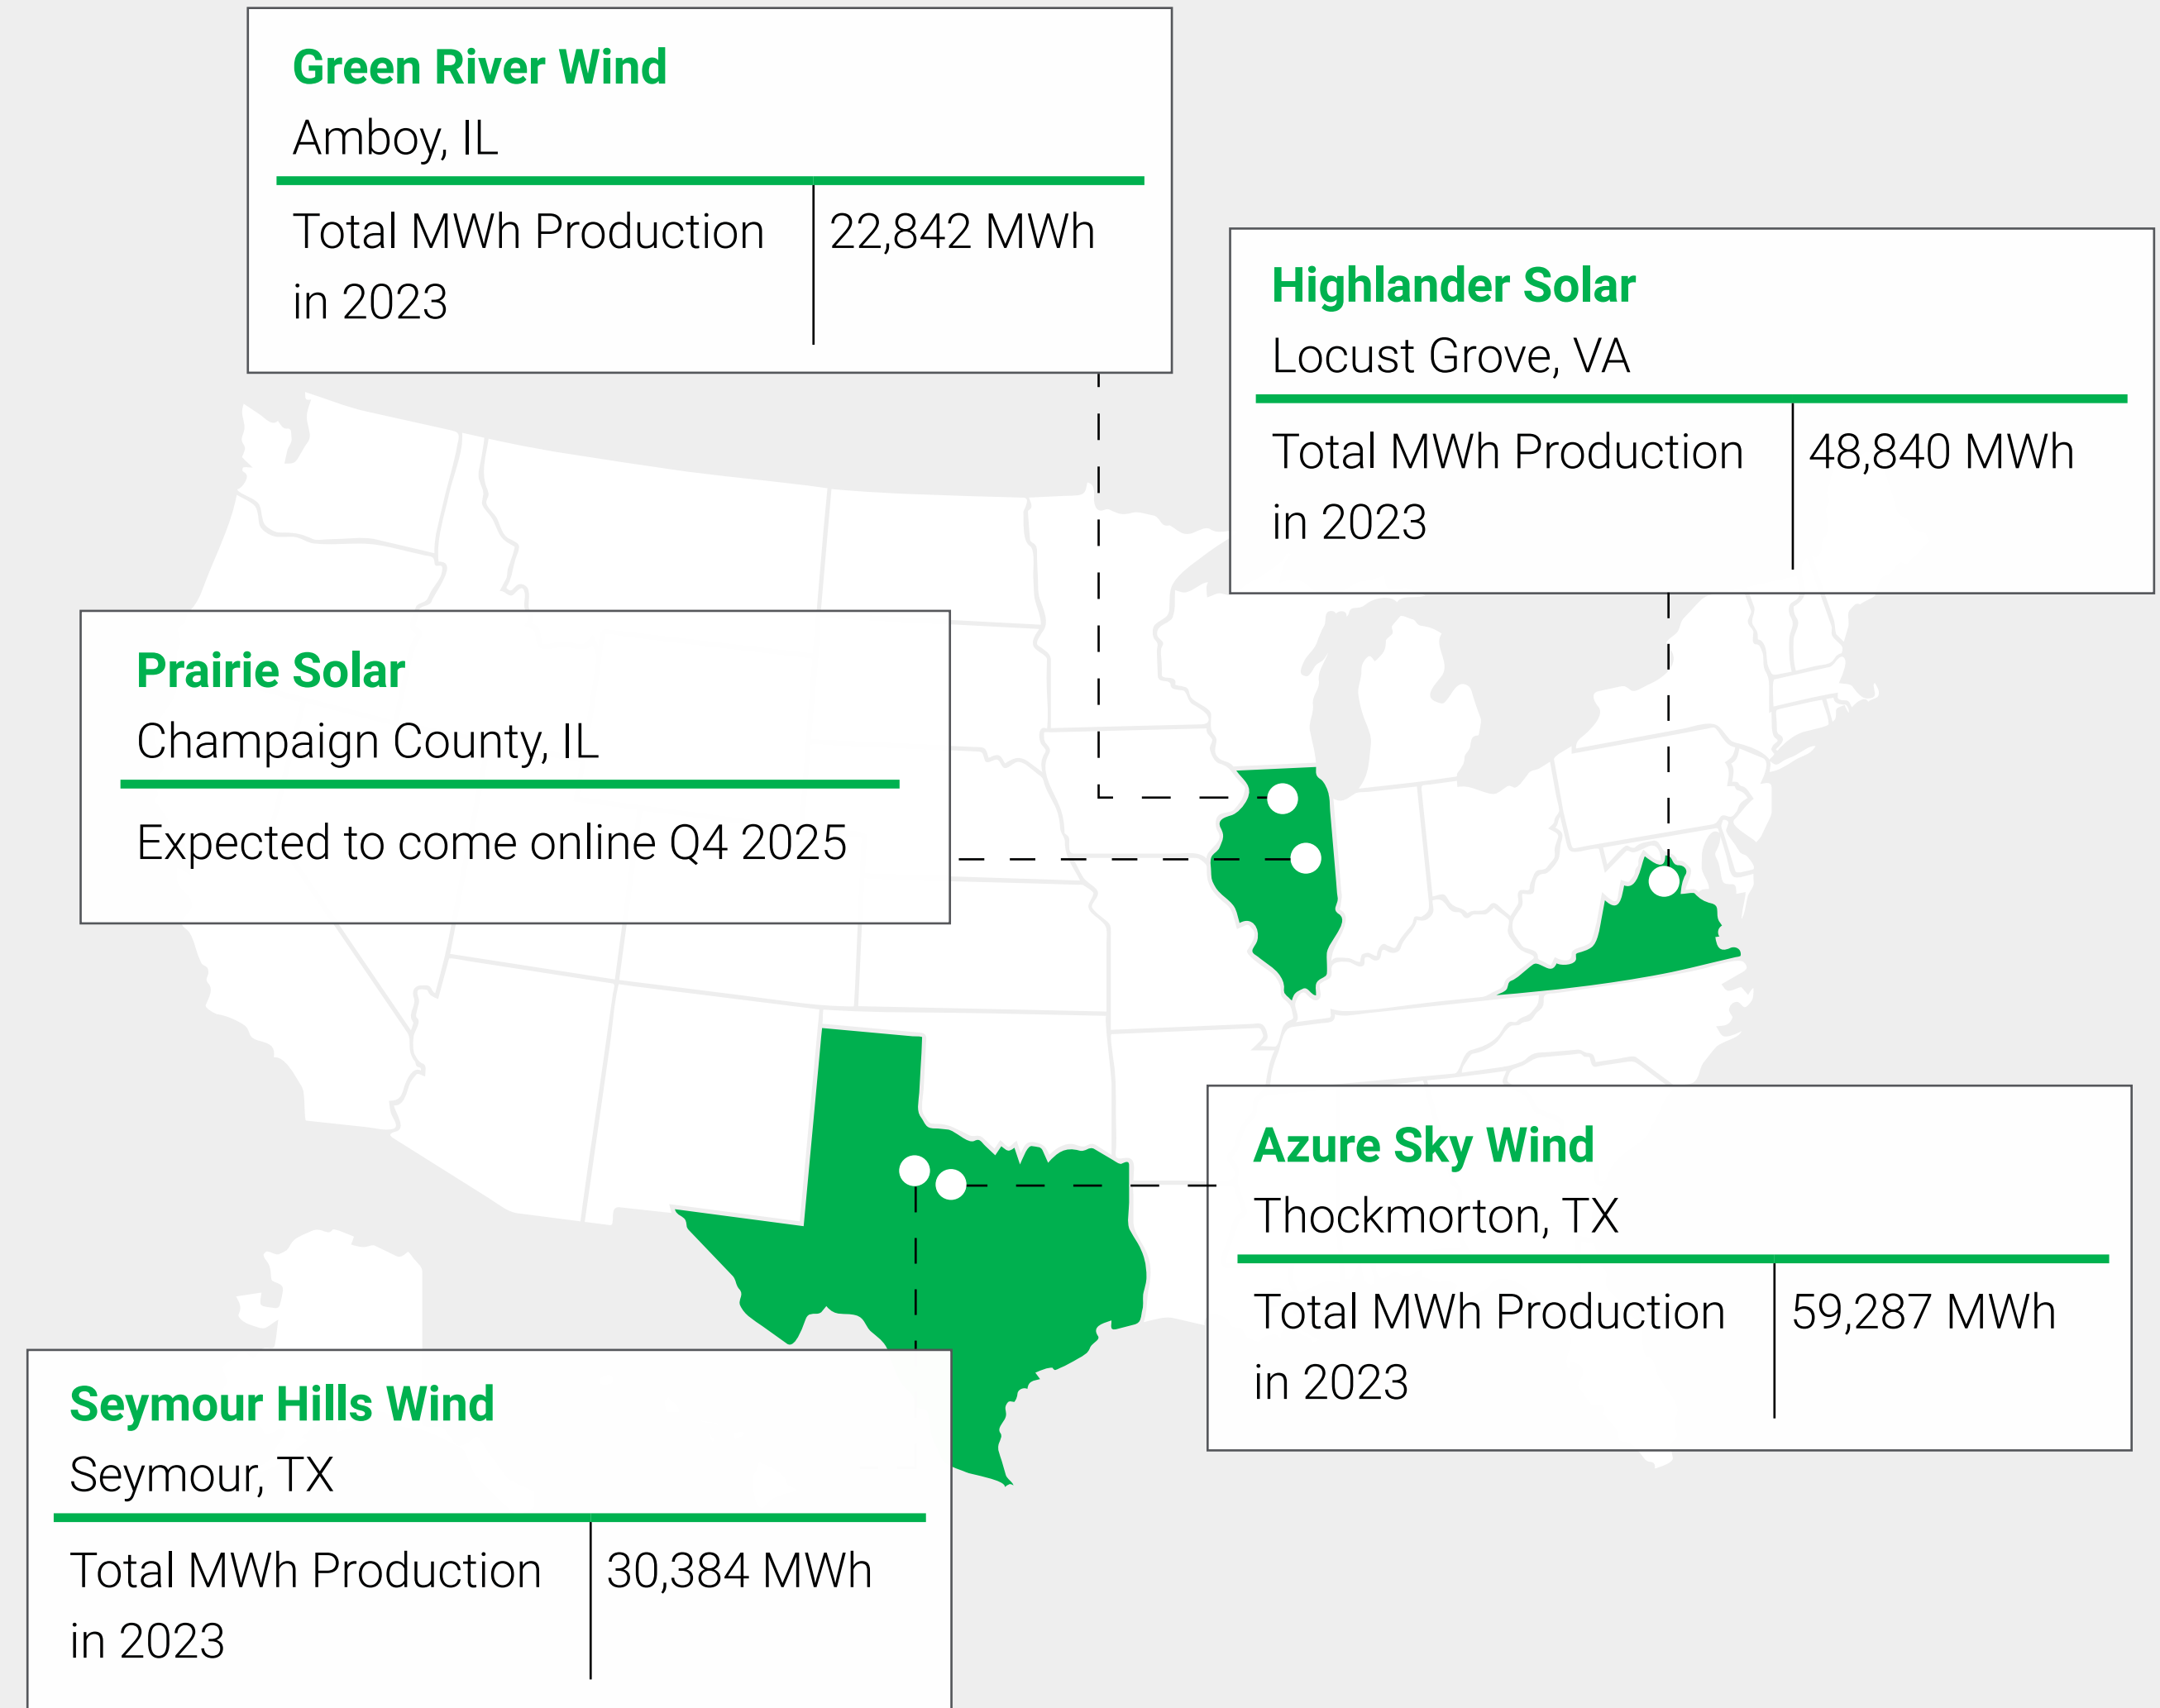 Green River Wind
Amboy, IL
Total MWh Production
in 2023
22,842 MWh
Highlander Solar
Locust Grove, VA
Total MWh Production
in 2023
48,840 MWh
Prairie Solar
Champaign County, IL
Expected to come online Q4 2025
Azure Sky Wind
Thockmorton, TX
Total MWh Production
in 2023
59,287 MWh
Seymour Hills Wind
Seymour, TX
Total MWh Production
in 2023
30,384 MWh